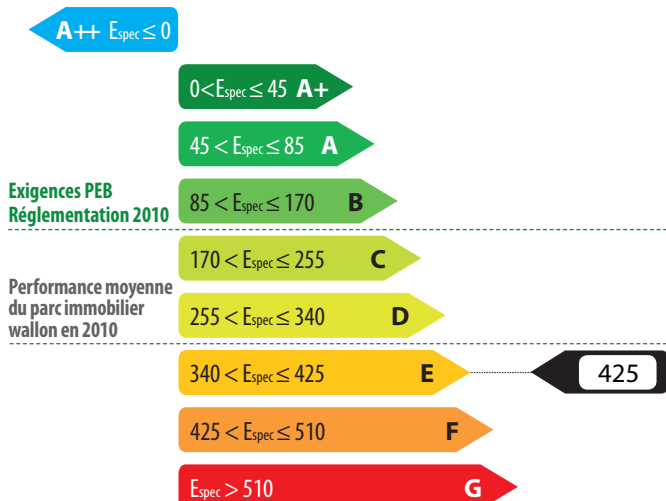 A++ Espec ≤ 0
0<Espec ≤ 45 A+
45 < Espec ≤ 85 A
Exigences PEB
Réglementation 2010
85 < Espec ≤ 170 B
170 < Espec ≤ 255 C
Performance moyenne
du parc immobilier
wallon en 2010
255 < Espec ≤ 340 D
340 < Espec ≤ 425 E
425
425 < Espec ≤ 510 F
Espec > 510 G